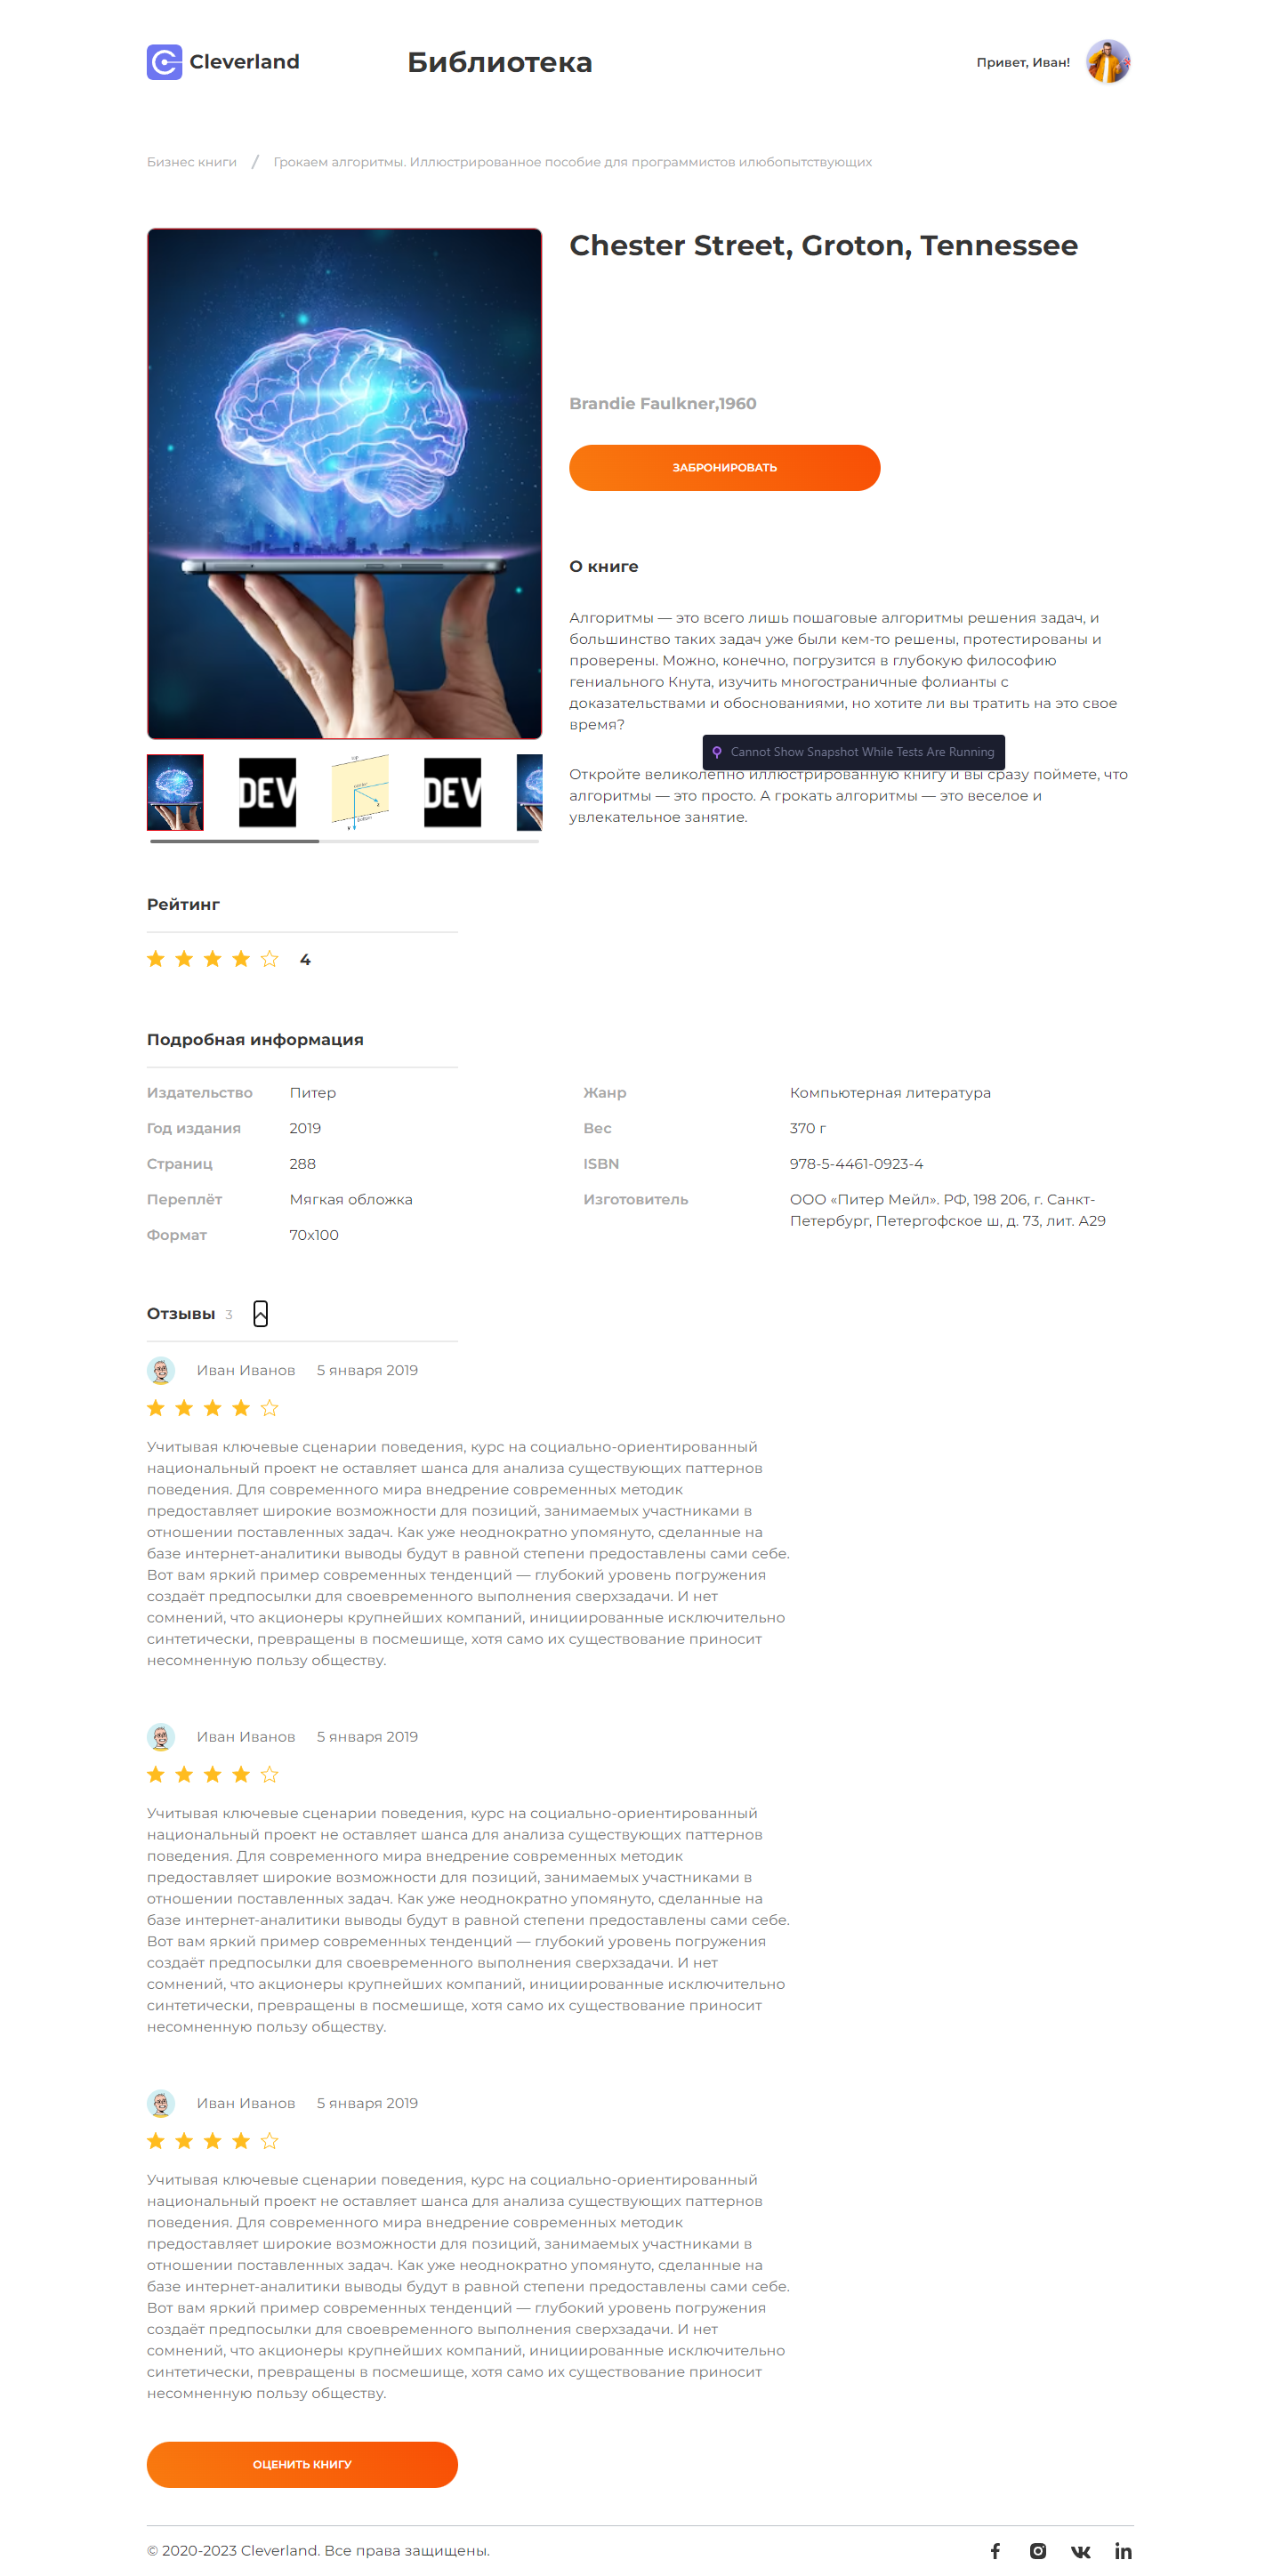 Cleverland
Библиотека
Привет, Иван!
Бизнес книги / Грокаем алгоритмы. Иллюстрированное пособие для программистов илюбопытствующих
Chester Street, Groton, Tennessee
Brandie Faulkner,1960
ЗАБРОНИРОВАТЬ
О книге
Алгоритмы — это всего лишь пошаговые алгоритмы решения задач, и
большинство таких задач уже были кем-то решены, протестированы и
проверены. Можно, конечно, погрузится в глубокую философию
гениального Кнута, изучить многостраничные фолианты с
доказательствами и обоснованиями, но хотите ли вы тратить на это свое
время?
Cannot Show Snapshot While Tests Are Running
Откройте великолепно иллюстрированную книгу и вы сразу поймете, что
алгоритмы — это просто. А грокать алгоритмы — это веселое и
увлекательное занятие.
DEV
DEV
Рейтинг
4
Подробная информация
Издательство Питер
Год издания 2019
Страниц 288
Переплёт Мягкая обложка
Формат 70x100
Жанр Компьютерная литература
Вес 370 г
ISBN 978-5-4461-0923-4
Изготовитель ООО «Питер Мейл». РФ, 198 206, г. Санкт-
Петербург, Петергофское ш, д. 73, лит. А29
Отзывы 3
Иван Иванов 5 января 2019
Учитывая ключевые сценарии поведения, курс на социально-ориентированный
национальный проект не оставляет шанса для анализа существующих паттернов
поведения. Для современного мира внедрение современных методик
предоставляет широкие возможности для позиций, занимаемых участниками в
отношении поставленных задач. Как уже неоднократно упомянуто, сделанные на
базе интернет-аналитики выводы будут в равной степени предоставлены сами себе.
Вот вам яркий пример современных тенденций — глубокий уровень погружения
создаёт предпосылки для своевременного выполнения сверхзадачи. И нет
сомнений, что акционеры крупнейших компаний, инициированные исключительно
синтетически, превращены в посмешище, хотя само их существование приносит
несомненную пользу обществу.
Иван Иванов 5 января 2019
Учитывая ключевые сценарии поведения, курс на социально-ориентированный
национальный проект не оставляет шанса для анализа существующих паттернов
поведения. Для современного мира внедрение современных методик
предоставляет широкие возможности для позиций, занимаемых участниками в
отношении поставленных задач. Как уже неоднократно упомянуто, сделанные на
базе интернет-аналитики выводы будут в равной степени предоставлены сами себе.
Вот вам яркий пример современных тенденций — глубокий уровень погружения
создаёт предпосылки для своевременного выполнения сверхзадачи. И нет
сомнений, что акционеры крупнейших компаний, инициированные исключительно
синтетически, превращены в посмешище, хотя само их существование приносит
несомненную пользу обществу.
Иван Иванов 5 января 2019
Учитывая ключевые сценарии поведения, курс на социально-ориентированный
национальный проект не оставляет шанса для анализа существующих паттернов
поведения. Для современного мира внедрение современных методик
предоставляет широкие возможности для позиций, занимаемых участниками в
отношении поставленных задач. Как уже неоднократно упомянуто, сделанные на
базе интернет-аналитики выводы будут в равной степени предоставлены сами себе.
Вот вам яркий пример современных тенденций — глубокий уровень погружения
создаёт предпосылки для своевременного выполнения сверхзадачи. И нет
сомнений, что акционеры крупнейших компаний, инициированные исключительно
синтетически, превращены в посмешище, хотя само их существование приносит
несомненную пользу обществу.
ОЦЕНИТЬ КНИГУ
© 2020-2023 Cleverland. Все права защищены.